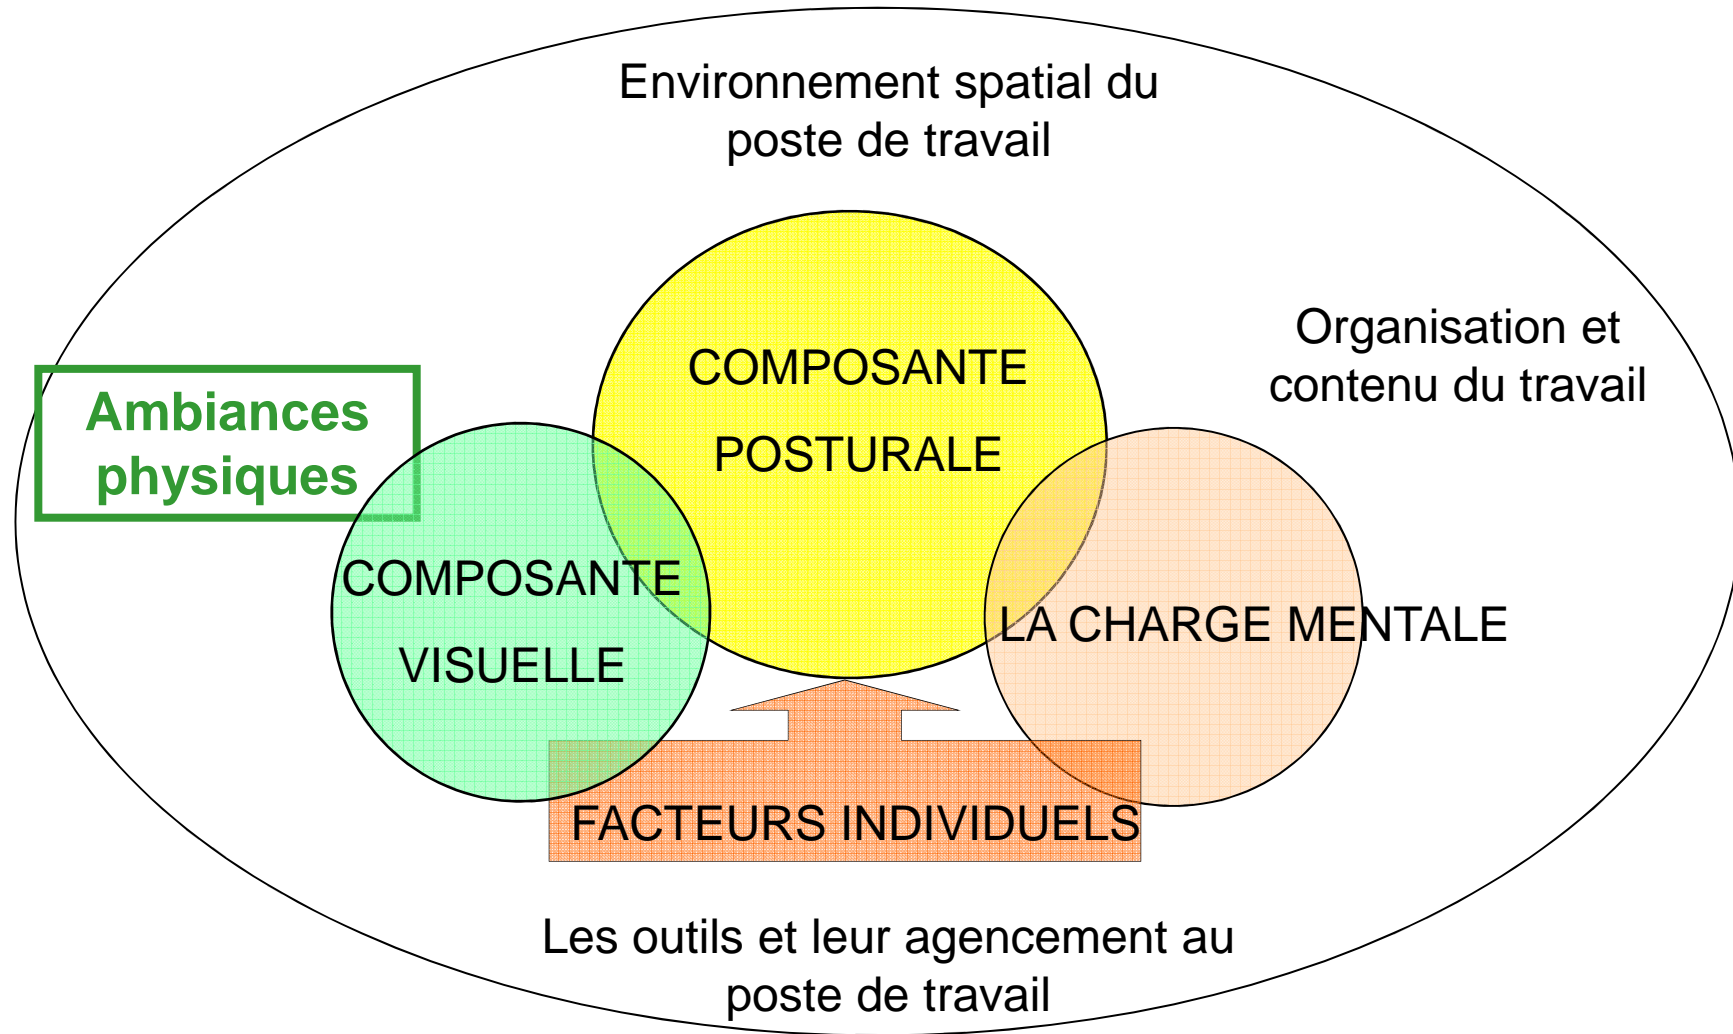 Environnement spatial du
poste de travail
Organisation et
contenu du travail
COMPOSANTE
POSTURALE
Ambiances
physiques
COMPOSANTE
VISUELLE
LA CHARGE MENTALE
FACTEURS INDIVIDUELS
Les outils et leur agencement au
poste de travail